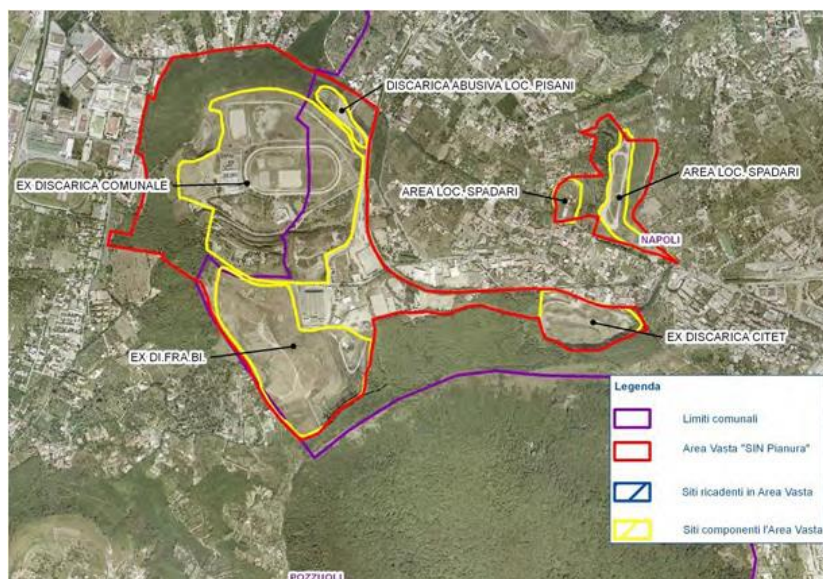 DISCARICA ABUSIVA LOC. PISANI
EX DISCARICA COMUNALE
AREA LOC. SPADARI
AREA LOC. SPADARI
NAPOLI
EX DI.FRA.BI.
EX DISCARICA CITET
Legenda
Limiti comunali
Area Vasta "SIN Pianura"
Siti ricadenti in Area Vasta
Siti componenti l'Area Vasta
POZZUOLI